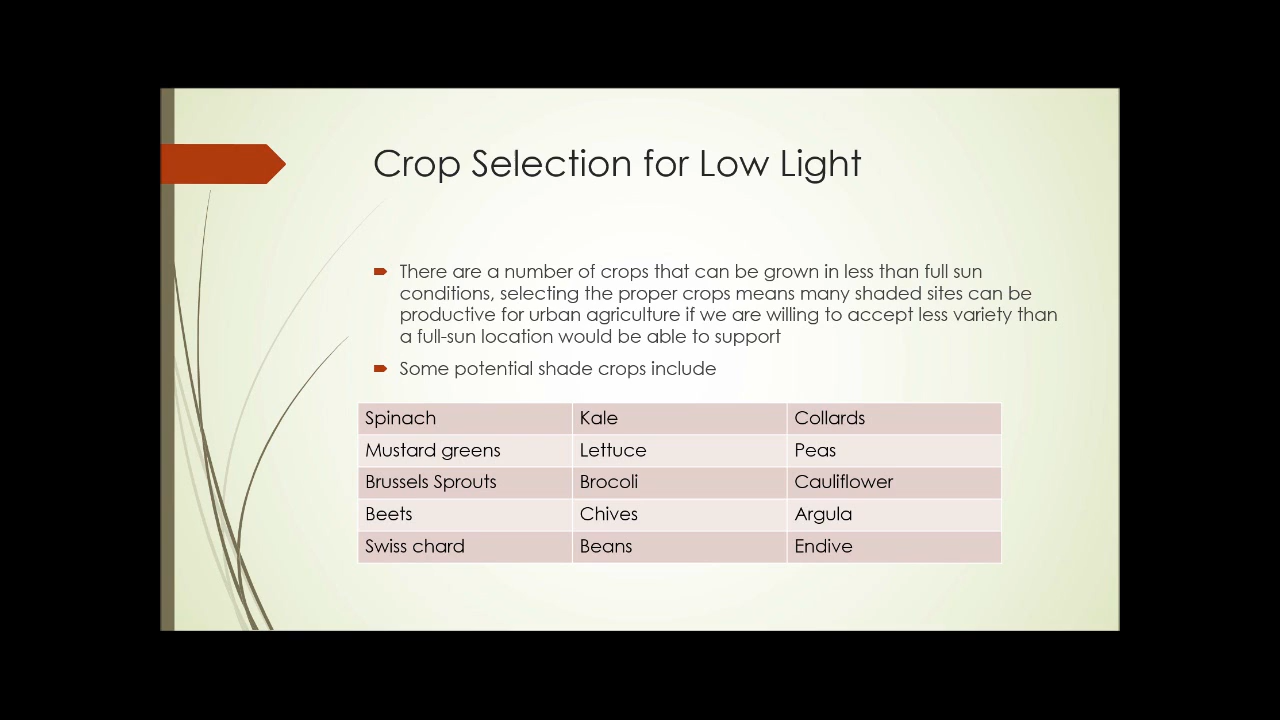 Crop Selection for Low Light
There are a number of crops that can be grown in less than full sun
conditions, selecting the proper crops means many shaded sites can be
productive for urban agriculture if we are willing to accept less variety than
a full-sun location would be able to support
Some potential shade crops include
Spinach Kale Collards
Mustard greens Lettuce Peas
Brussels Sprouts Brocoli Cauliflower
Beets Chives Argula
Swiss chard Beans Endive